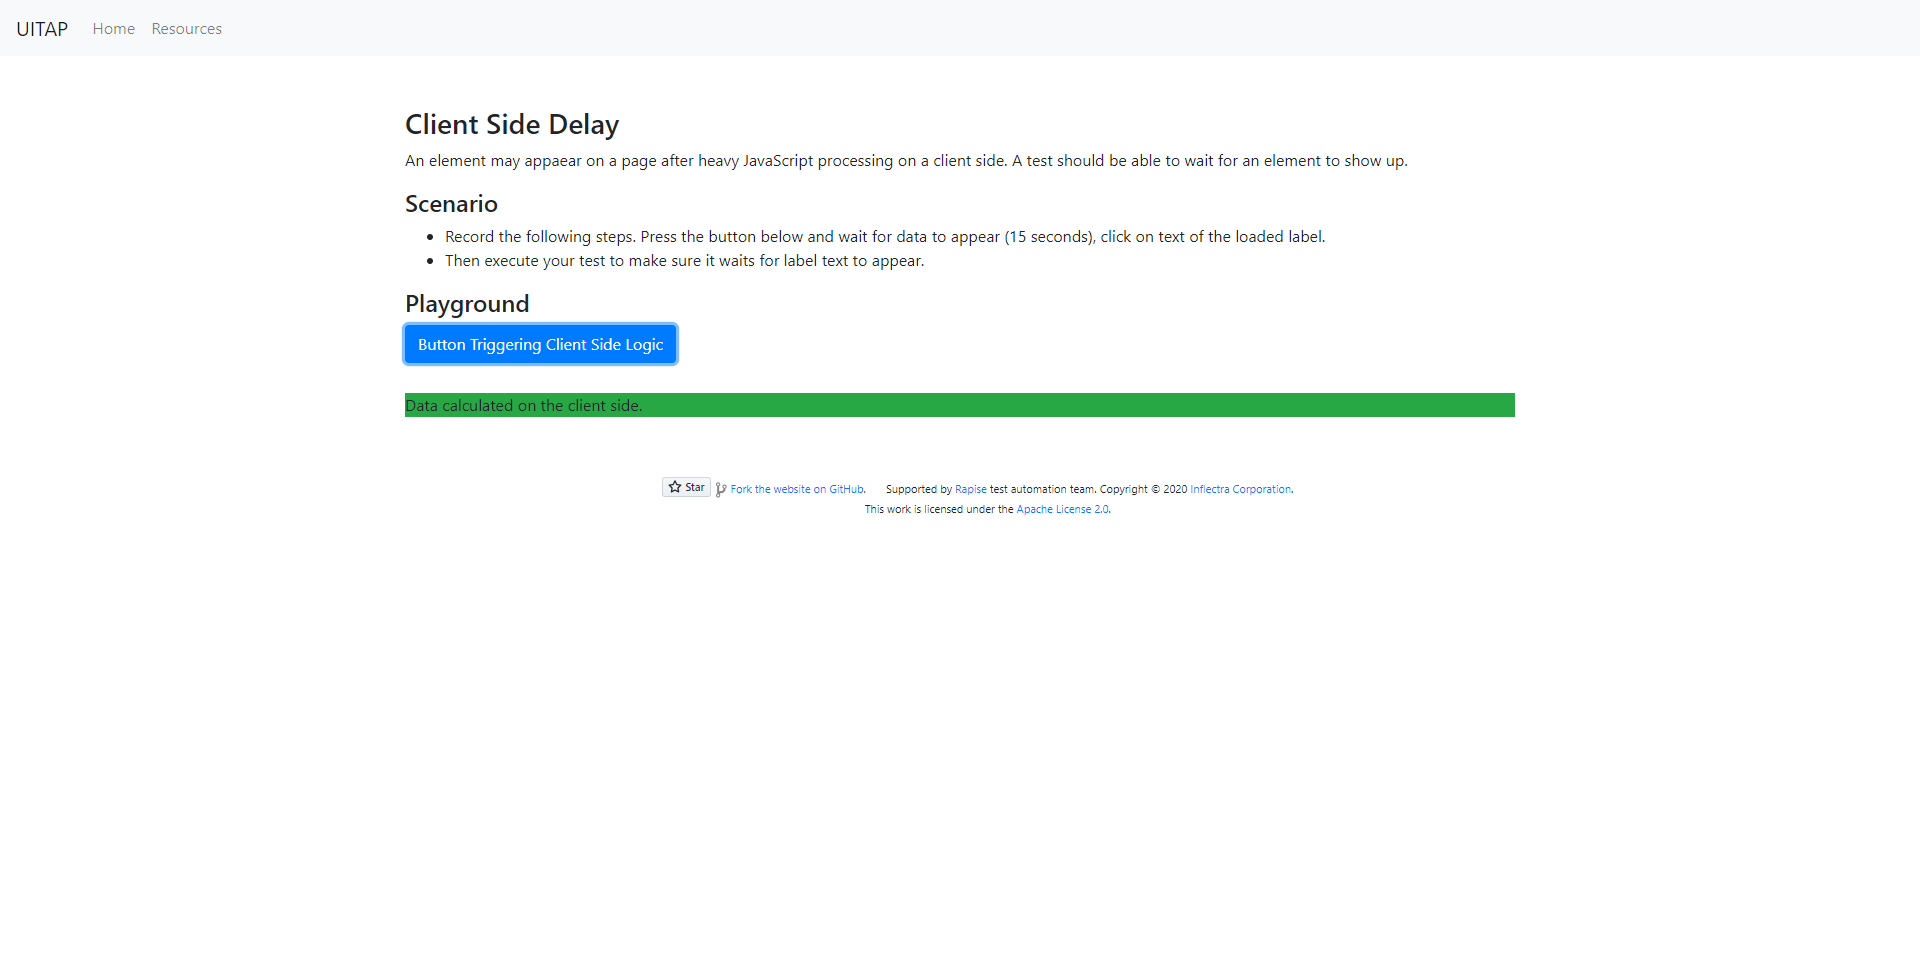 UITAP Home Resources
Client Side Delay
An element may appaear on a page after heavy JavaScript processing on a client side. A test should be able to wait for an element to show up.
Scenario
Record the following steps. Press the button below and wait for data to appear (15 seconds), click on text of the loaded label.
Then execute your test to make sure it waits for label text to appear.
Playground
Button Triggering Client Side Logic
Data calculated on the client side.
Star Fork the website on GitHub. Supported by Rapise test automation team. Copyright © 2020 Inflectra Corporation.
This work is licensed under the Apache License 2.0.